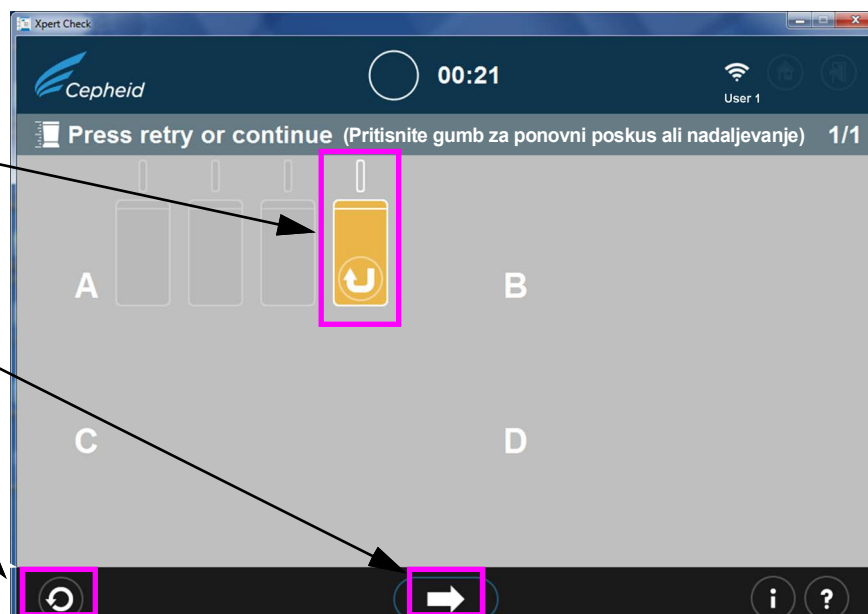 Xpert Check
Cepheid
00:21
User 1
Press retry or continue (Pritisnite gumb za ponovni poskus ali nadaljevanje) 1/1
A
B
C
D
i ?